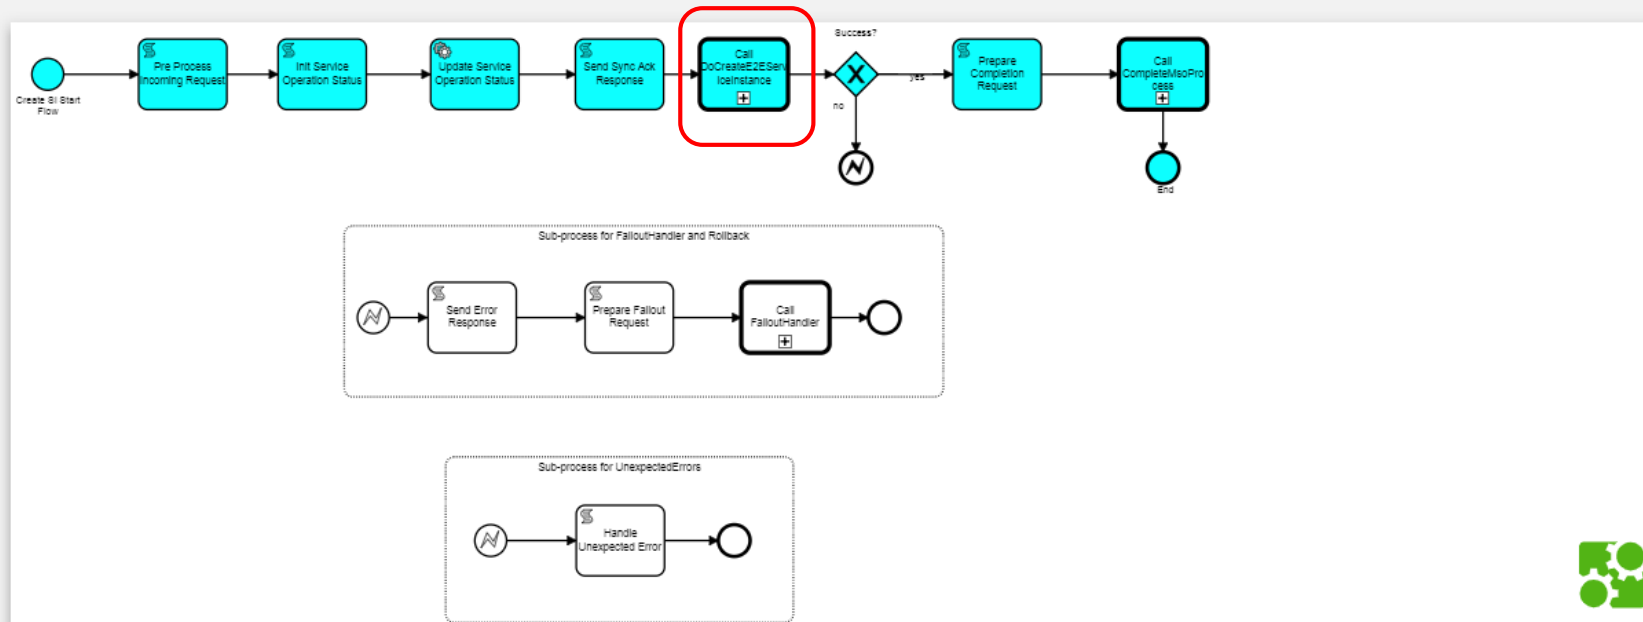 Success?
Create SI Start
Flow
Pre Process
Incoming Request
Init Service
Operation Status
Update Service
Operation Status
Send Sync Ack
Response
Call
DoCreateE2EServ
iceInstance
yes
no
Prepare
Completion
Request
Call
CompleteMsoPro
cess
End
Sub-process for FalloutHandler and Rollback
Send Error
Response
Prepare Fallout
Request
Call
FalloutHandler
Sub-process for UnexpectedErrors
Handle
Unexpected Error